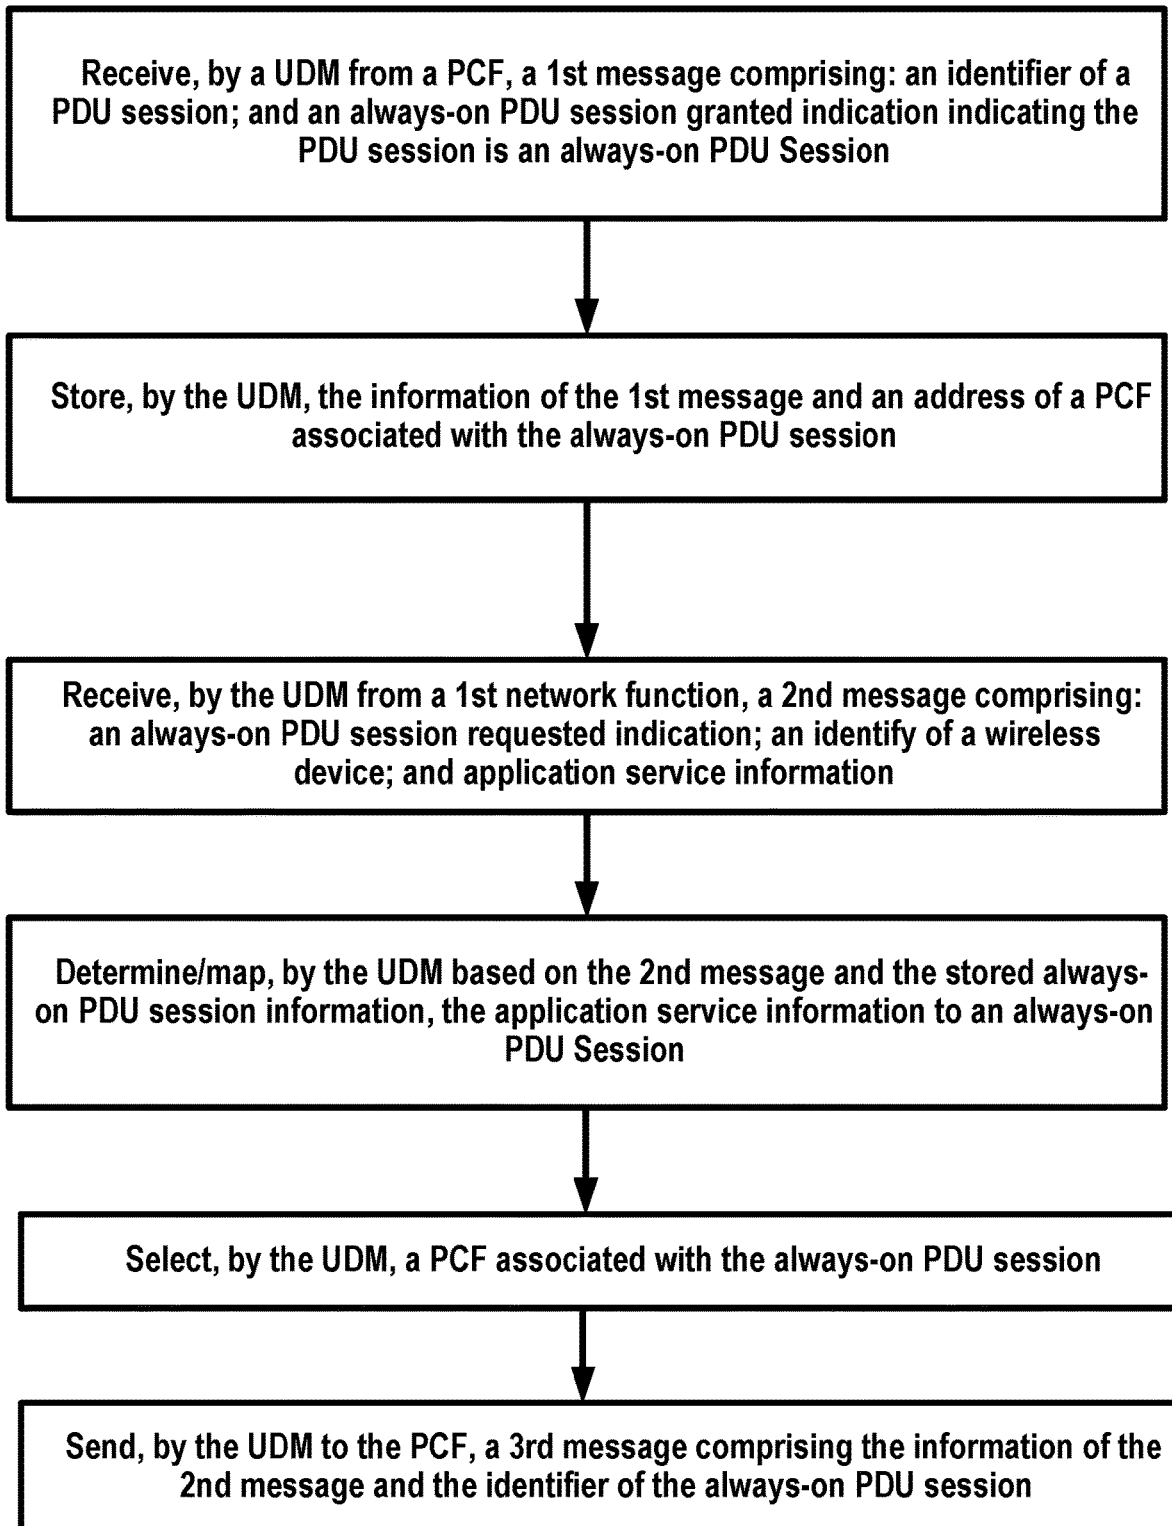 Receive, by a UDM from a PCF, a 1st message comprising: an identifier of a
PDU session; and an always-on PDU session granted indication indicating the
PDU session is an always-on PDU Session
Store, by the UDM, the information of the 1st message and an address of a PCF
associated with the always-on PDU session
Receive, by the UDM from a 1st network function, a 2nd message comprising:
an always-on PDU session requested indication; an identify of a wireless
device; and application service information
Determine/map, by the UDM based on the 2nd message and the stored always-
on PDU session information, the application service information to an always-on
PDU Session
Select, by the UDM, a PCF associated with the always-on PDU session
Send, by the UDM to the PCF, a 3rd message comprising the information of the
2nd message and the identifier of the always-on PDU session